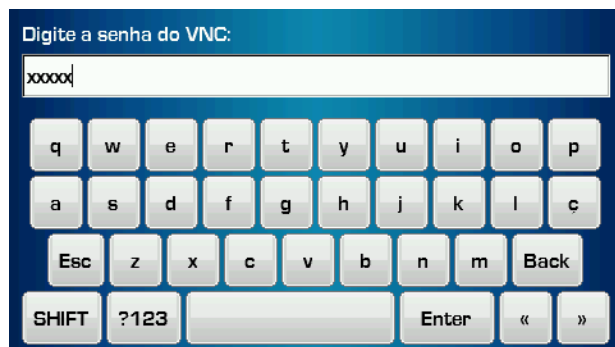 Digite a senha do VNC:
xxxxx
q w e r t y u i o p
a s d f g h j k l ç
Esc z x c v b n m Back
SHIFT ?123 Enter « »